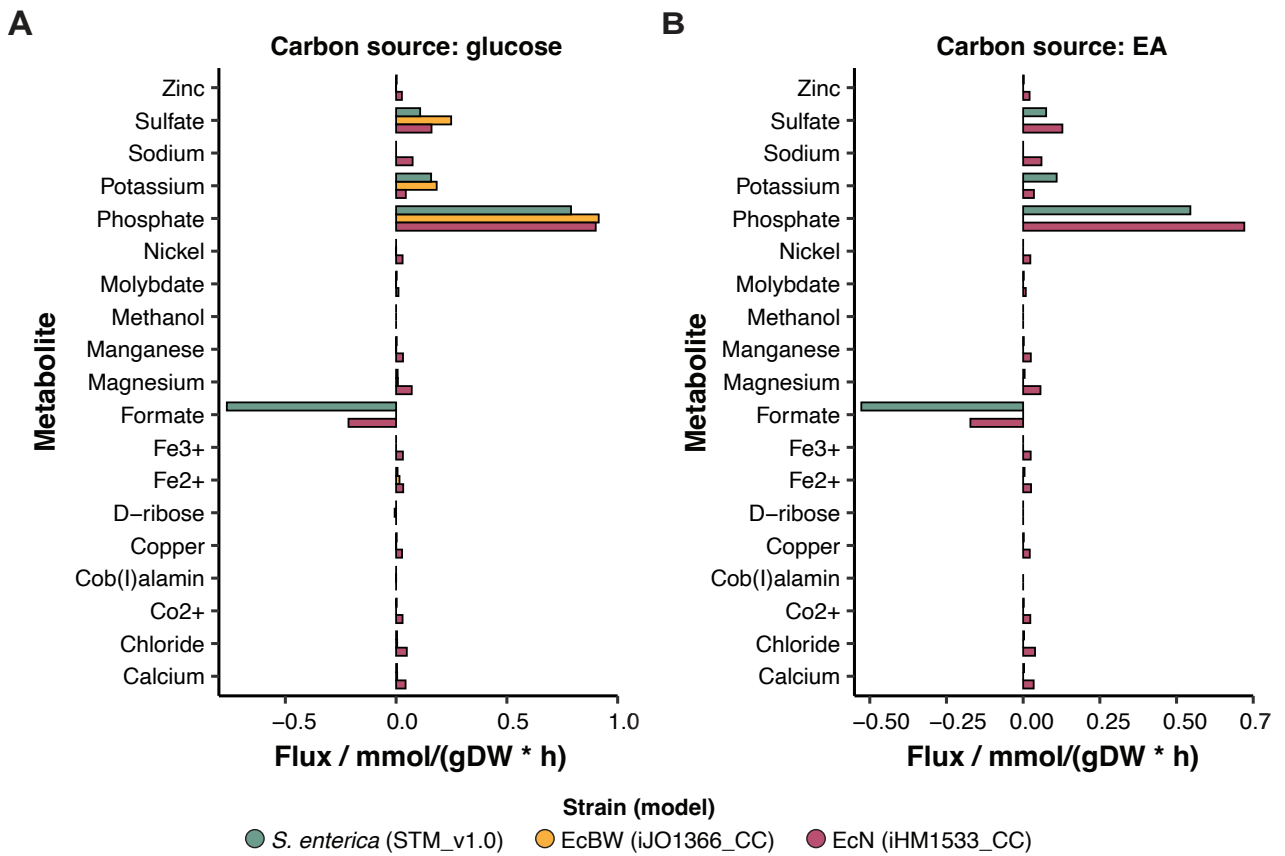 A
Carbon source: glucose
Metabolite
Zinc
Sulfate
Sodium
Potassium
Phosphate
Nickel
Molybdate
Methanol
Manganese
Magnesium
Formate
Fe3+
Fe2+
D−ribose
Copper
Cob(I)alamin
Co2+
Chloride
Calcium
−0.5 0.0 0.5 1.0
Flux / mmol/(gDW * h)
B
Carbon source: EA
Metabolite
Zinc
Sulfate
Sodium
Potassium
Phosphate
Nickel
Molybdate
Methanol
Manganese
Magnesium
Formate
Fe3+
Fe2+
D−ribose
Copper
Cob(I)alamin
Co2+
Chloride
Calcium
−0.50 −0.25 0.00 0.25 0.50 0.7
Flux / mmol/(gDW * h)
Strain (model)
S. enterica (STM_v1.0) EcBW (iJO1366_CC) EcN (iHM1533_CC)